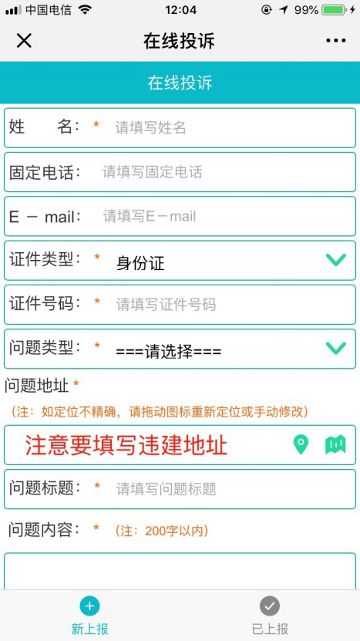 中国电信 12:04 99%
在线投诉
在线投诉
姓 名： * 请填写姓名
固定电话： 请填写固定电话
E－mail： 请填写E－mail
证件类型： * 身份证
证件号码： * 请填写证件号码
问题类型： * ===请选择===
问题地址 *
（注：如定位不精确，请拖动图标重新定位或手动修改）
注意要填写违建地址
问题标题： * 请填写问题标题
问题内容： * （注：200字以内）
新上报 已上报